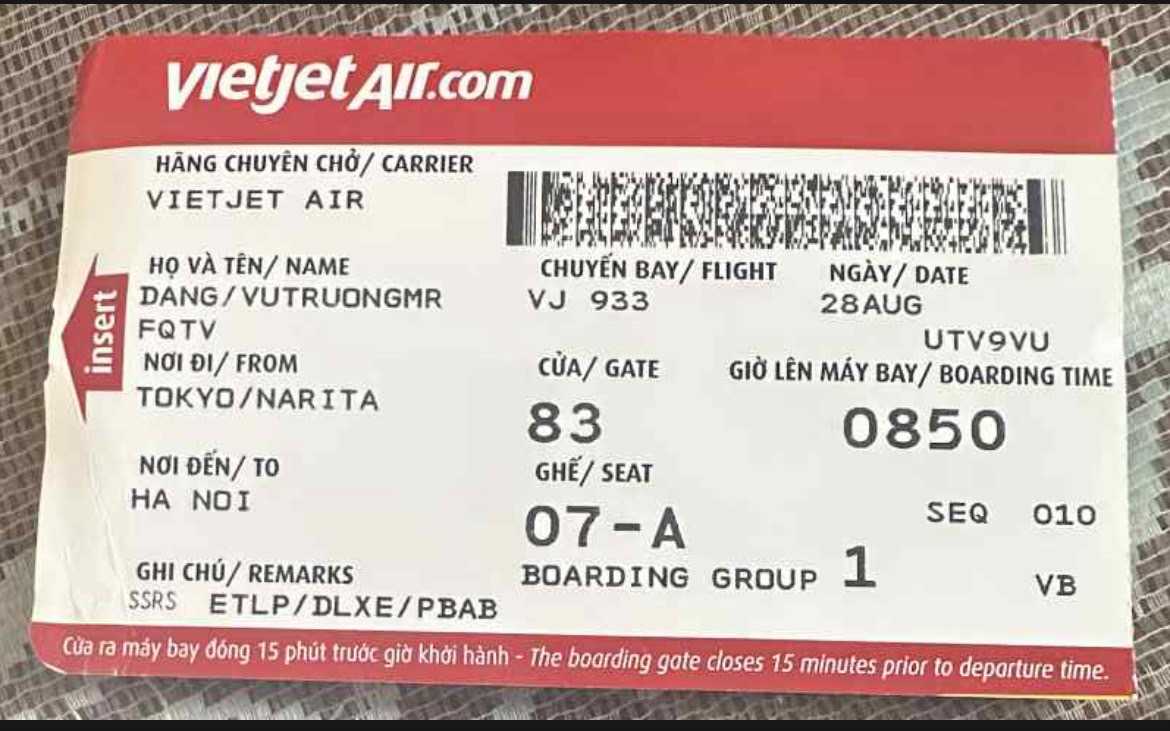 vietjetAir.com
HÃNG CHUYÊN CHỞ/ CARRIER
VIETJET AIR
HỌ VÀ TÊN/ NAME
DANG/VUTRUONGMR
FQTV
CHUYẾN BAY/ FLIGHT
VJ 933
NGÀY/ DATE
28AUG
UTV9VU
insert
NƠI ĐI/ FROM
TOKYO/NARITA
CỬA/ GATE
83
GIỜ LÊN MÁY BAY/ BOARDING TIME
0850
NƠI ĐẾN/ TO
HA NOI
GHẾ/ SEAT
07-A
SEQ 010
BOARDING GROUP 1
VB
GHI CHÚ/ REMARKS
SSRS ETLP/DLXE/PBAB
Cửa ra máy bay đóng 15 phút trước giờ khởi hành - The boarding gate closes 15 minutes prior to departure time.